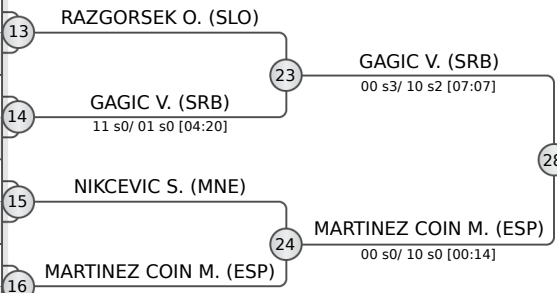 13
RAZGORSEK O. (SLO)
23
GAGIC V. (SRB)
00 s3/ 10 s2 [07:07]
14
GAGIC V. (SRB)
11 s0/ 01 s0 [04:20]
28
15
NIKCEVIC S. (MNE)
24
MARTINEZ COIN M. (ESP)
00 s0/ 10 s0 [00:14]
16
MARTINEZ COIN M. (ESP)